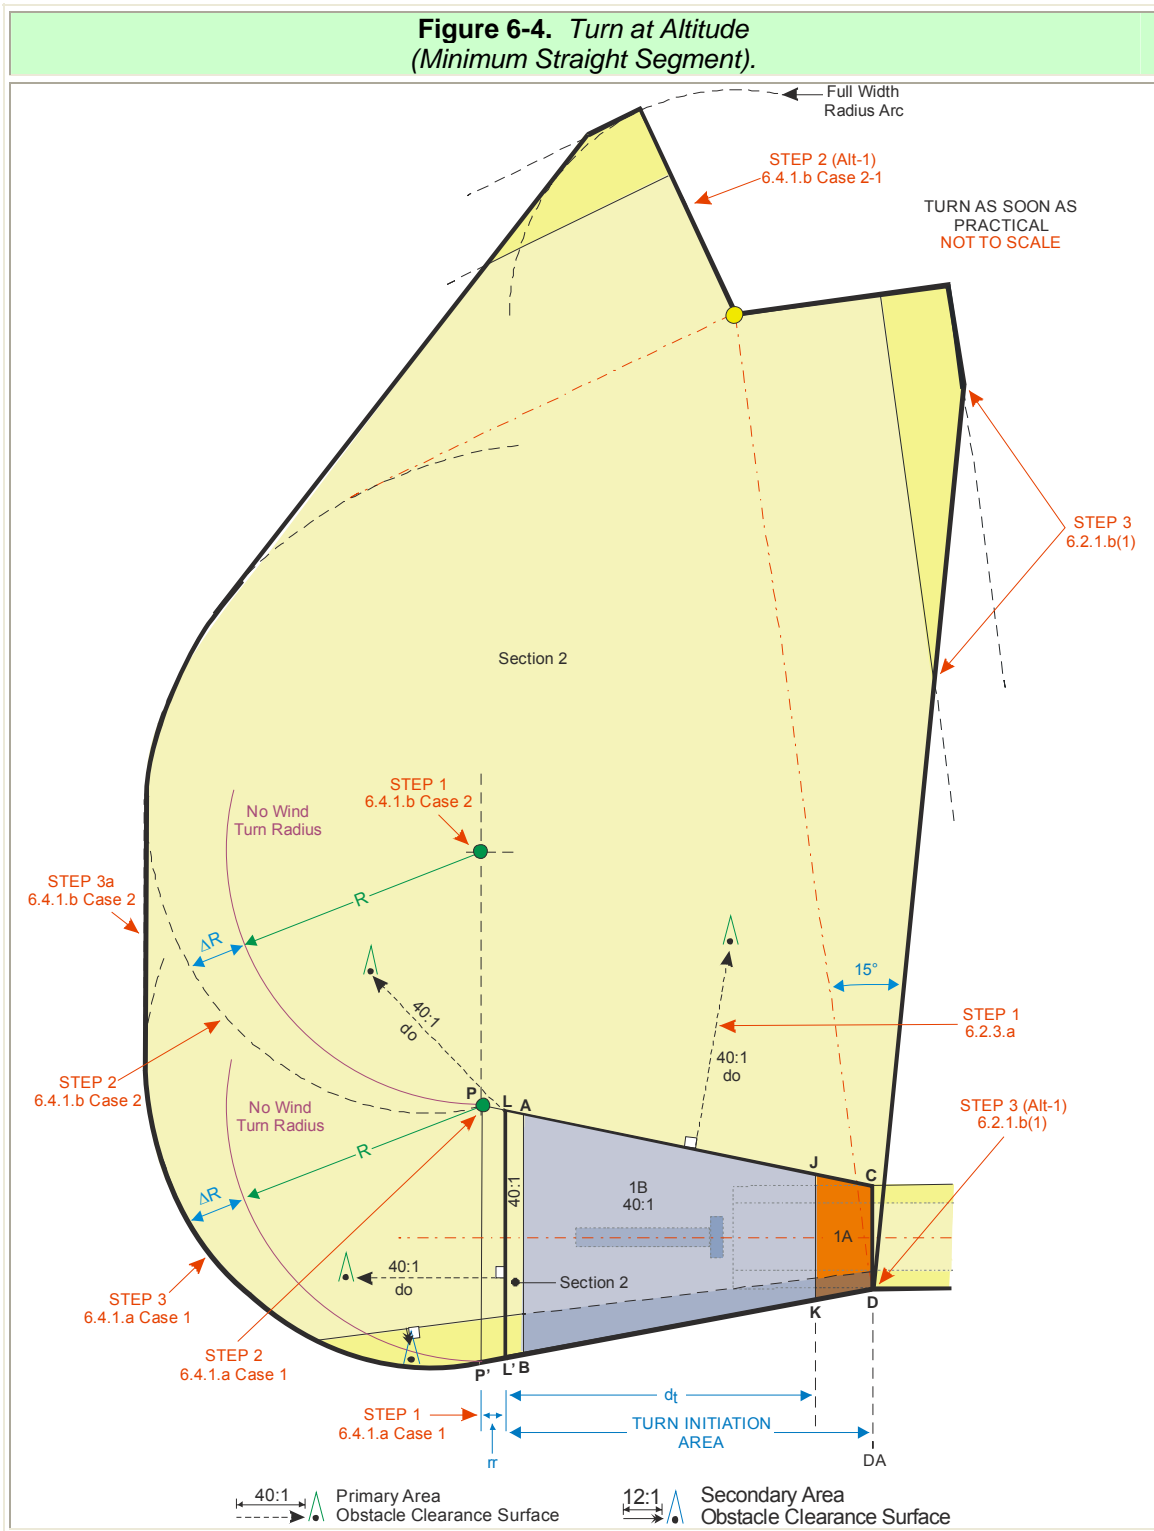 Figure 6-4. Turn at Altitude
(Minimum Straight Segment).
Full Width
Radius Arc
STEP 2 (Alt-1)
6.4.1.b Case 2-1
TURN AS SOON AS
PRACTICAL
NOT TO SCALE
STEP 3
6.2.1.b(1)
Section 2
STEP 1
6.4.1.b Case 2
No Wind
Turn Radius
R
ΔR
STEP 3a
6.4.1.b Case 2
40:1
do
15°
STEP 1
6.2.3.a
40:1
do
STEP 2
6.4.1.b Case 2
P
L
A
No Wind
Turn Radius
R
ΔR
STEP 3 (Alt-1)
6.2.1.b(1)
J
C
40:1
1B
40:1
1A
40:1
do
Section 2
STEP 3
6.4.1.a Case 1
STEP 2
6.4.1.a Case 1
K
D
P'
L'
B
dt
STEP 1
6.4.1.a Case 1
TURN INITIATION
AREA
rr
DA
40:1
Primary Area
Obstacle Clearance Surface
12:1
Secondary Area
Obstacle Clearance Surface